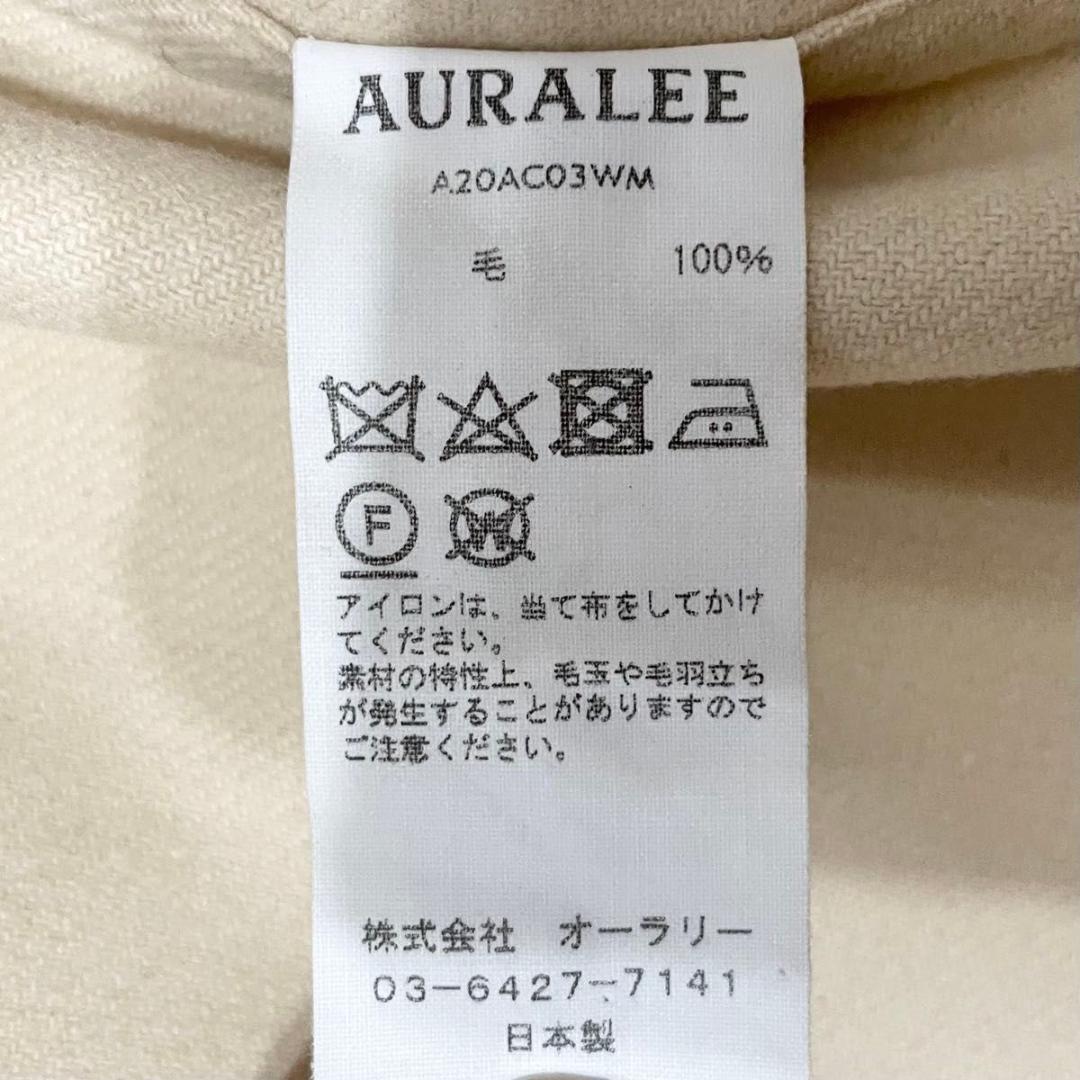 AURALEE
A20AC03WM
毛 100%
F
W
アイロンは、当て布をしてかけ
てください。
素材の特性上、毛玉や毛羽立ち
が発生することがありますので
ご注意ください。
株式会社 オーラリー
03-6427-7141
日本製